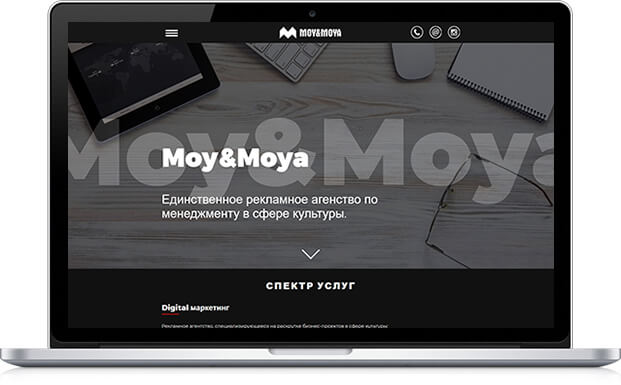 MOY&MOYA
Moy&Moya
Moy&Moya
Единственное рекламное агенство по
менеджменту в сфере культуры.
СПЕКТР УСЛУГ
Digital маркетинг
Рекламное агентство, специализирующееся на раскрутке бизнес-проектов в сфере культуры: